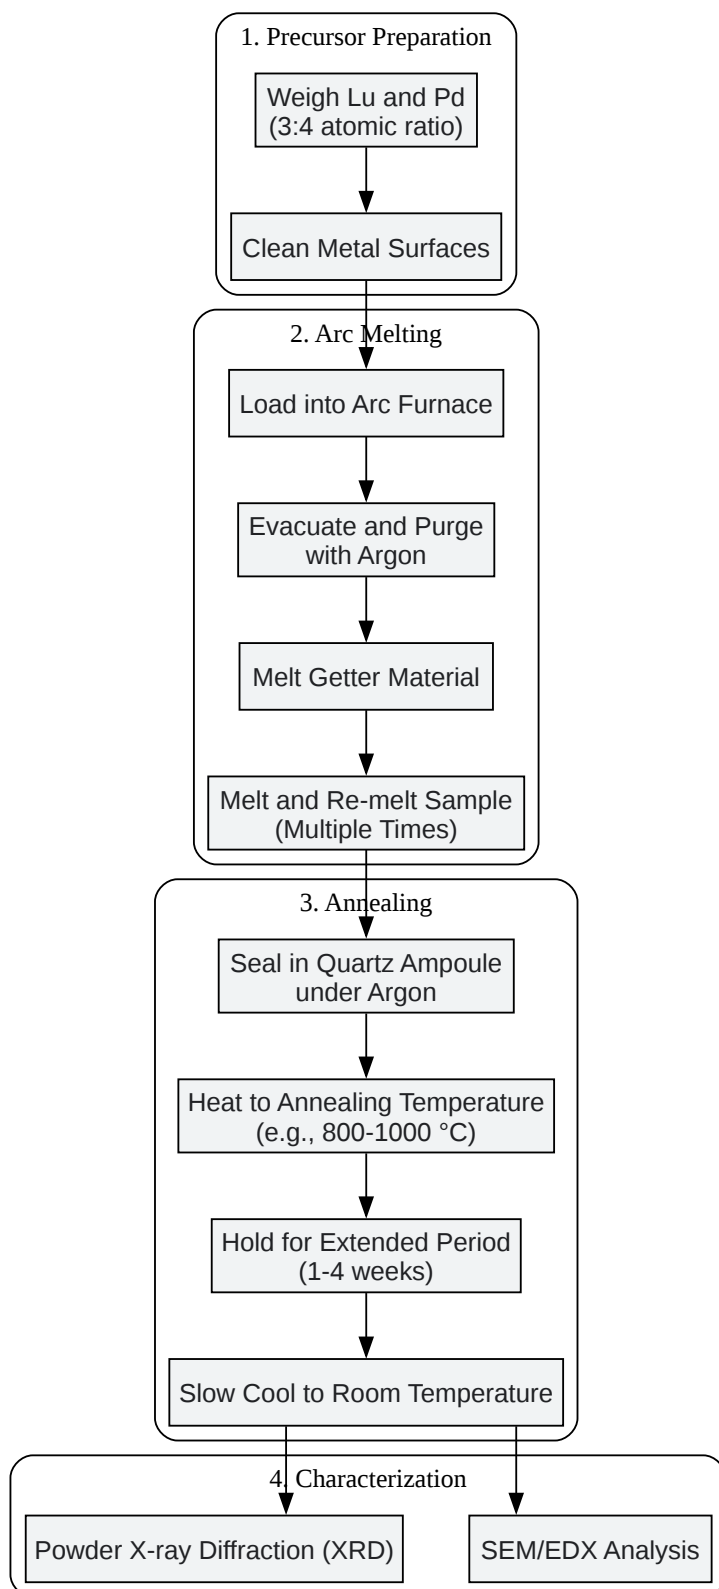 1. Precursor Preparation
Weigh Lu and Pd
(3:4 atomic ratio)
Clean Metal Surfaces
2. Arc Melting
Load into Arc Furnace
Evacuate and Purge
with Argon
Melt Getter Material
Melt and Re-melt Sample
(Multiple Times)
3. Annealing
Seal in Quartz Ampoule
under Argon
Heat to Annealing Temperature
(e.g., 800-1000 °C)
Hold for Extended Period
(1-4 weeks)
Slow Cool to Room Temperature
4. Characterization
Powder X-ray Diffraction (XRD)
SEM/EDX Analysis